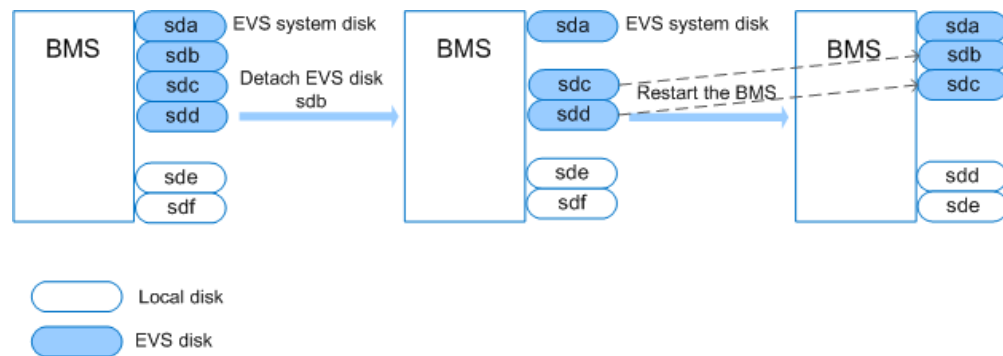 BMS
sda
sdb
sdc
sdd
sde
sdf
EVS system disk
Detach EVS disk
sdb
BMS
sda
sdc
sdd
sde
sdf
EVS system disk
Restart the BMS
BMS
sda
sdb
sdc
sdd
sde
Local disk
EVS disk